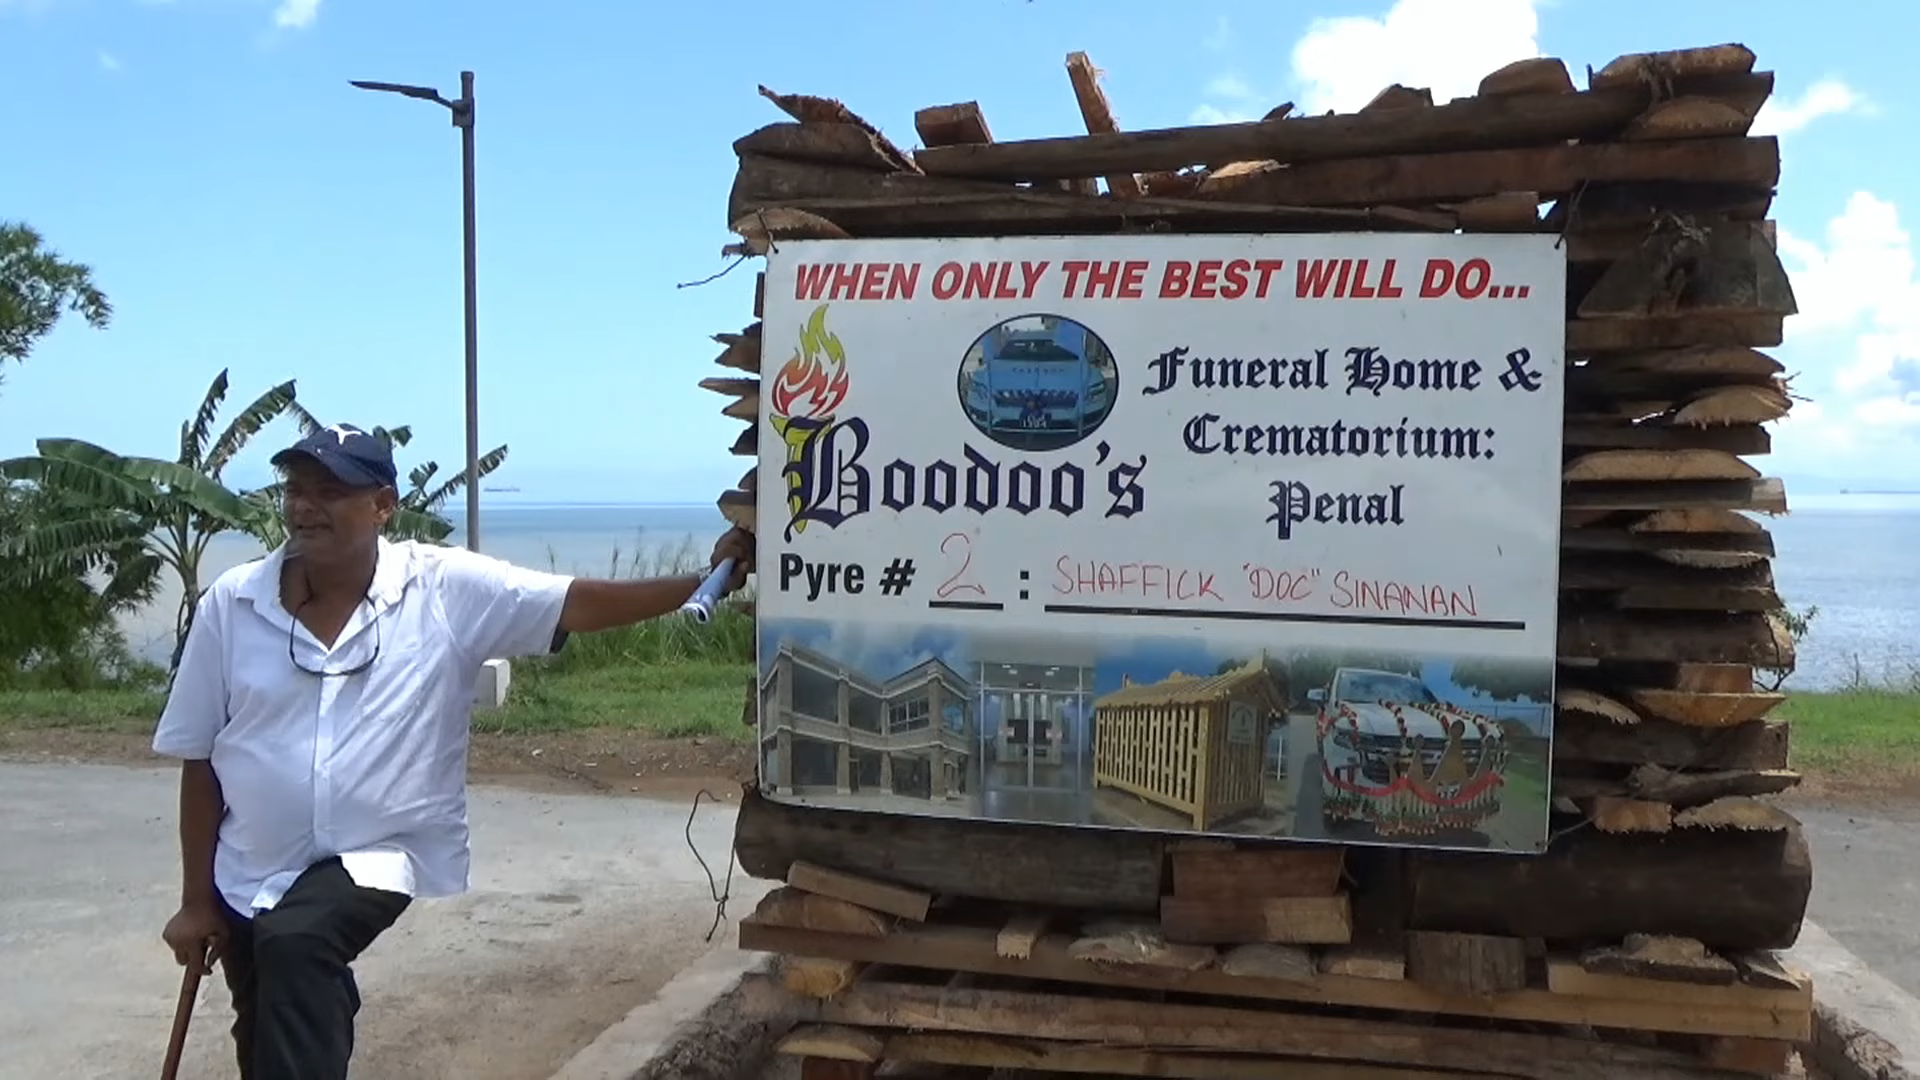 WHEN ONLY THE BEST WILL DO...
Boodoo's
Funeral Home &
Crematorium:
Penal
Pyre # 2 : SHAFFICK "DOC" SINANAN